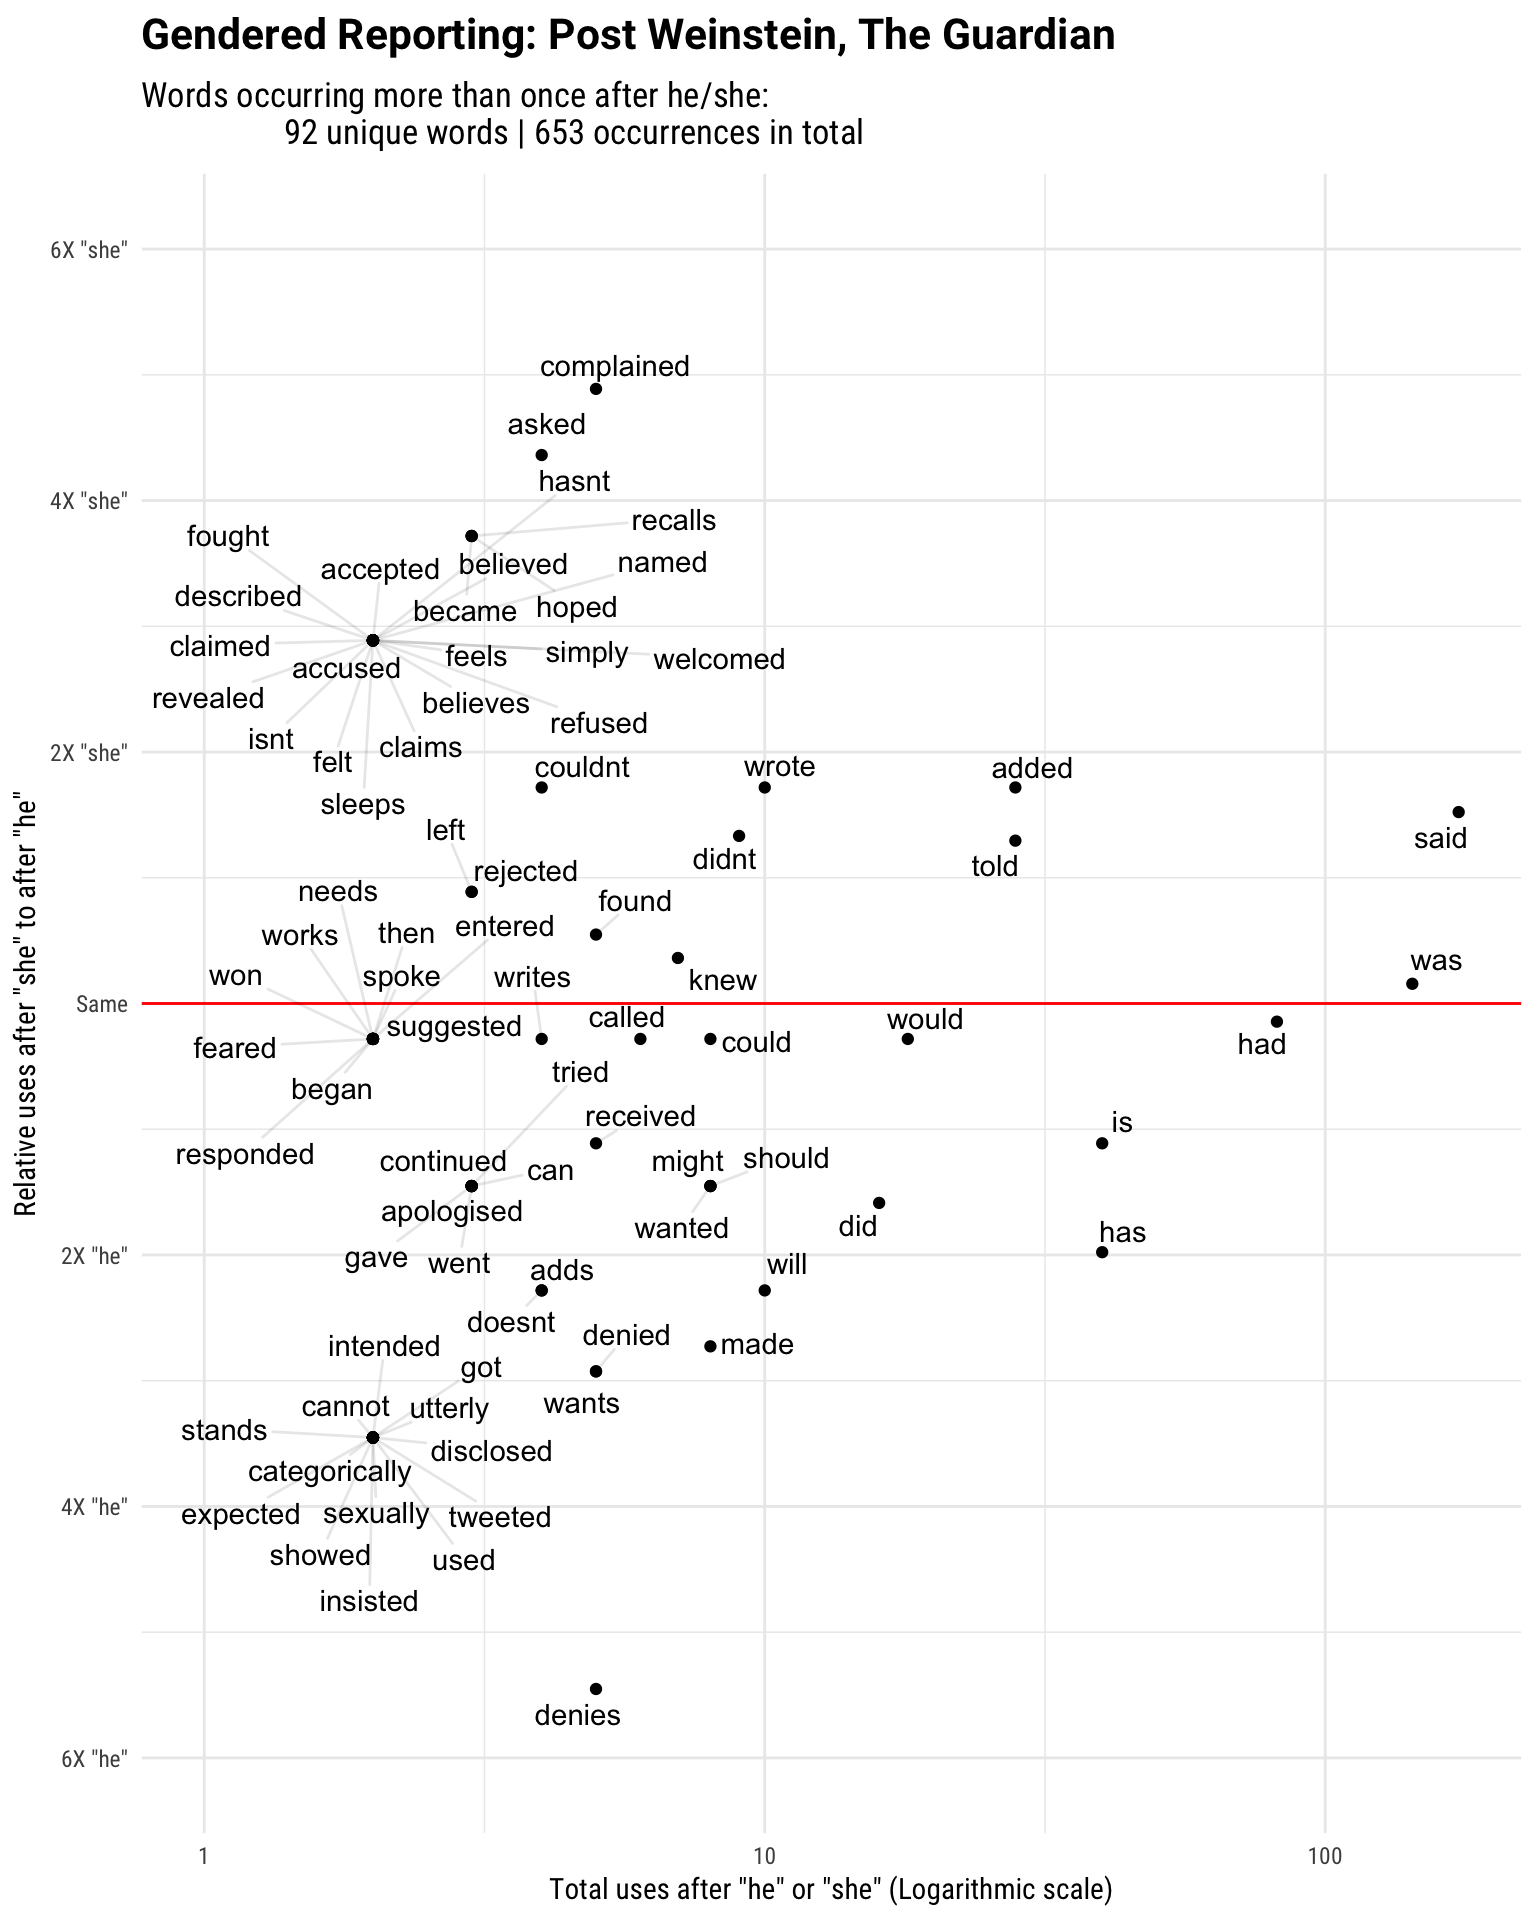 Gendered Reporting: Post Weinstein, The Guardian
Words occurring more than once after he/she:
92 unique words | 653 occurrences in total
6X "she"
complained
asked
hasnt
4X "she"
recalls
fought
believed
named
accepted
described
became
hoped
claimed
feels
simply
welcomed
accused
revealed
believes
refused
isnt
claims
felt
2X "she"
couldnt
wrote
added
sleeps
left
said
didnt
told
rejected
needs
found
entered
works
then
won
spoke
writes
knew
was
Same
suggested
called
would
feared
could
had
tried
began
received
is
responded
continued
can
might
should
apologised
wanted
did
has
gave
went
2X "he"
adds
will
doesnt
denied
made
intended
got
cannot
utterly
wants
stands
disclosed
categorically
4X "he"
expected
sexually
tweeted
showed
used
insisted
denies
6X "he"
Relative uses after "she" to after "he"
1
10
100
Total uses after "he" or "she" (Logarithmic scale)